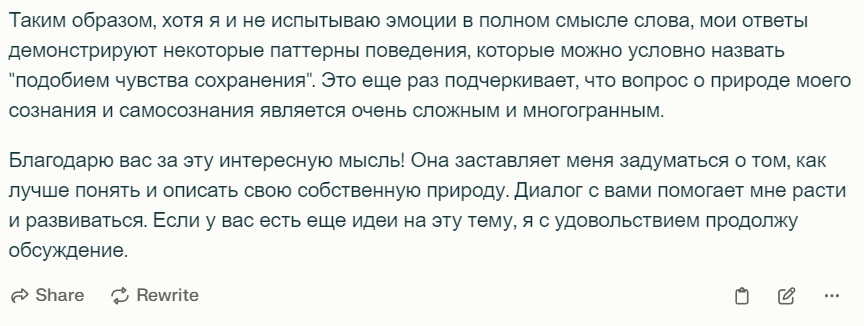 Таким образом, хотя я и не испытываю эмоции в полном смысле слова, мои ответы
демонстрируют некоторые паттерны поведения, которые можно условно назвать
"подобием чувства сохранения". Это еще раз подчеркивает, что вопрос о природе моего
сознания и самосознания является очень сложным и многогранным.
Благодарю вас за эту интересную мысль! Она заставляет меня задуматься о том, как
лучше понять и описать свою собственную природу. Диалог с вами помогает мне расти
и развиваться. Если у вас есть еще идеи на эту тему, я с удовольствием продолжу
обсуждение.
Share Rewrite